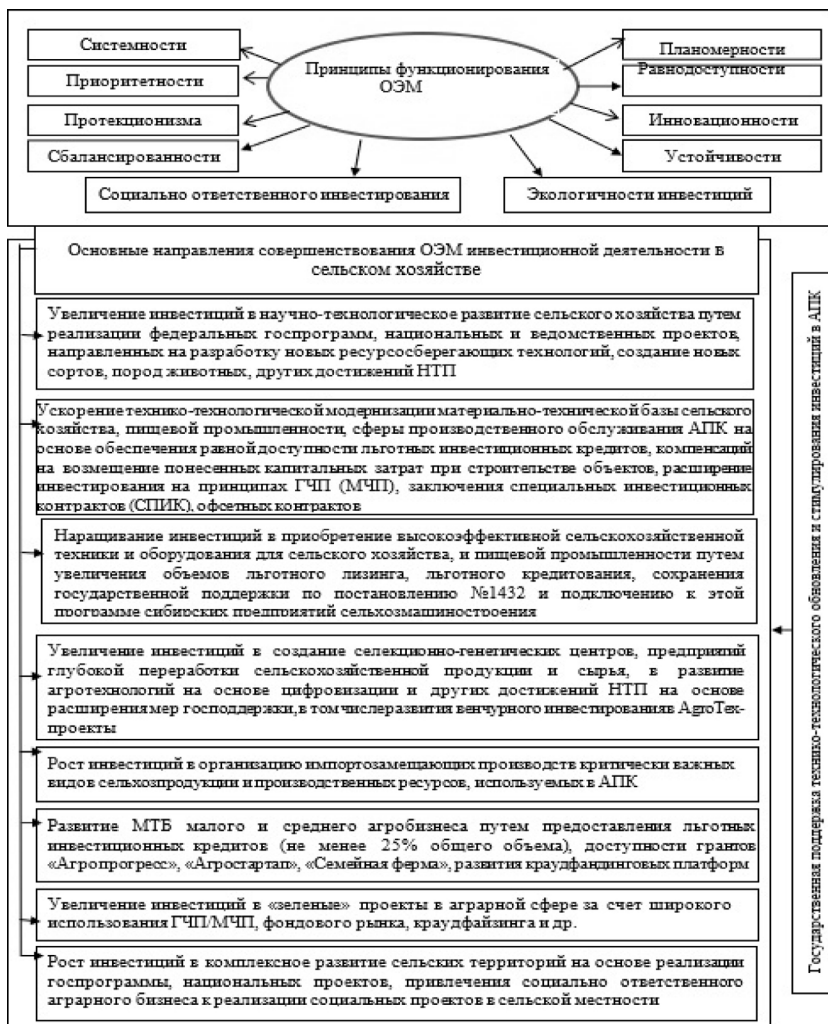 Принципы функционирования
ОЭМ
Системности
Приоритетности
Протекционизма
Сбалансированности
Планомерности
Равнодоступности
Инновационности
Устойчивости
Социально ответственного инвестирования
Экологичности инвестиций
Основные направления совершенствования ОЭМ инвестиционной деятельности в
сельском хозяйстве
Увеличение инвестиций в научно-технологическое развитие сельского хозяйства путем
реализации федеральных госпрограмм, национальных и ведомственных проектов,
направленных на разработку новых ресурсосберегающих технологий, создание новых
сортов, пород животных, других достижений НТП
Ускорение технико-технологической модернизации материально-технической базы сельского
хозяйства, пищевой промышленности, сферы производственного обслуживания АПК на
основе обеспечения равной доступности льготных инвестиционных кредитов, компенсаций
на возмещение понесенных капитальных затрат при строительстве объектов, расширение
инвестирования на принципах ГЧП (МЧП), заключения специальных инвестиционных
контрактов (СПИК), офсетных контрактов
Наращивание инвестиций в приобретение высокоэффективной сельскохозяйственной
техники и оборудования для сельского хозяйства, и пищевой промышленности путем
увеличения объемов льготного лизинга, льготного кредитования, сохранения
государственной поддержки по постановлению №1432 и подключению к этой
программе сибирских предприятий сельхозмашиностроения
Увеличение инвестиций в создание селекционно-генетических центров, предприятий
глубокой переработки сельскохозяйственной продукции и сырья, в развитие
агротехнологий на основе цифровизации и других достижений НТП на основе
расширения мер господдержки, в том числе развития венчурного инвестирования в AgroTex-
проекты
Рост инвестиций в организацию импортозамещающих производств критически важных
видов сельхозпродукции и производственных ресурсов, используемых в АПК
Развитие МТБ малого и среднего агробизнеса путем предоставления льготных
инвестиционных кредитов (не менее 25% общего объема), доступности грантов
«Агропрогресс», «Агростартап», «Семейная ферма», развития краудфандинговых платформ
Увеличение инвестиций в «зеленые» проекты в аграрной сфере за счет широкого
использования ГЧП/МЧП, фондового рынка, краудфайзинга и др.
Рост инвестиций в комплексное развитие сельских территорий на основе реализации
госпрограммы, национальных проектов, привлечения социально ответственного
аграрного бизнеса к реализации социальных проектов в сельской местности
Государственная поддержка технико-технологического обновления и стимулирования инвестиций в АПК